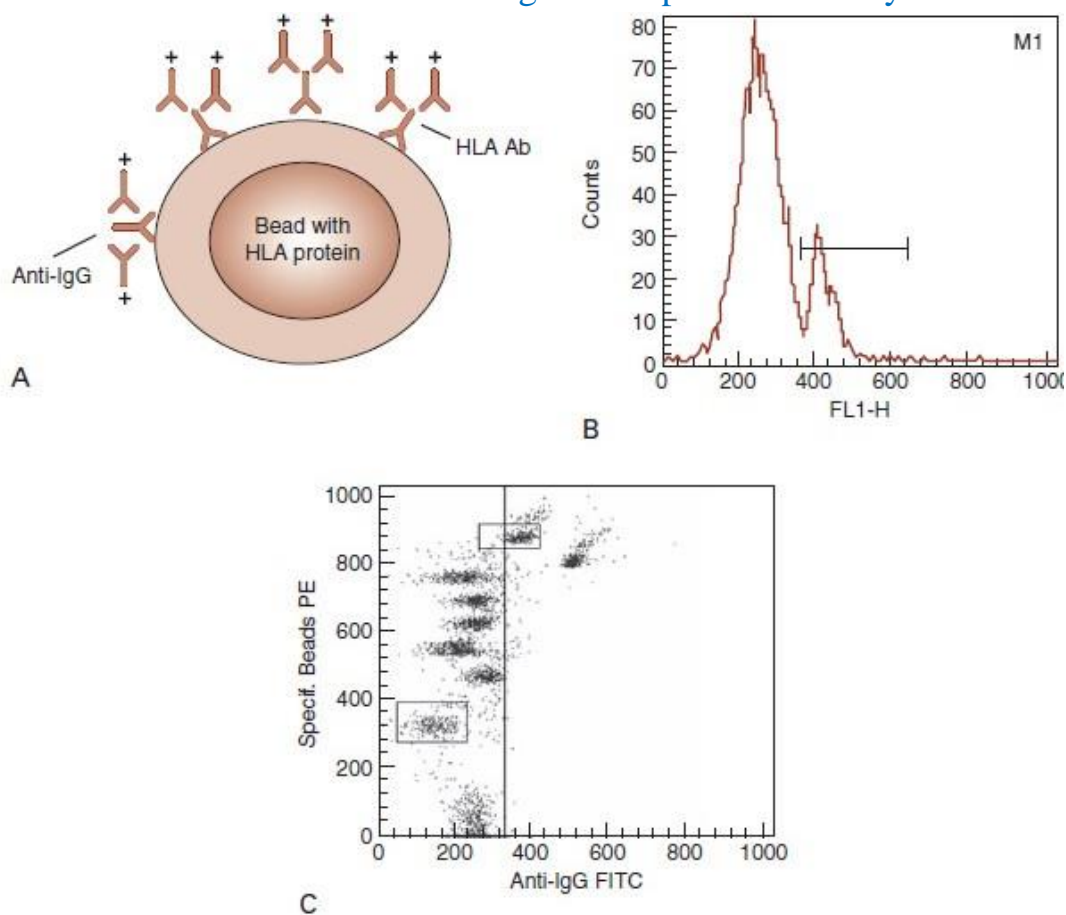 + +
+ +
+ +
+
HLA Ab
Bead with
HLA protein
Anti-IgG
+
A
80
70
60
50
40
30
20
10
0
Counts
M1
0 200 400 600 800 1000
FL1-H
B
1000
800
600
400
200
0
Specif. Beads PE
0 200 400 600 800 1000
Anti-IgG FITC
C